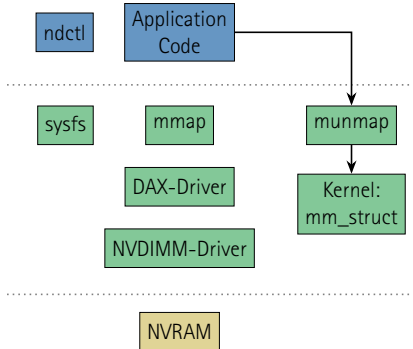 ndctl
Application
Code
sysfs
mmap
munmap
DAX-Driver
Kernel:
mm_struct
NVDIMM-Driver
NVRAM